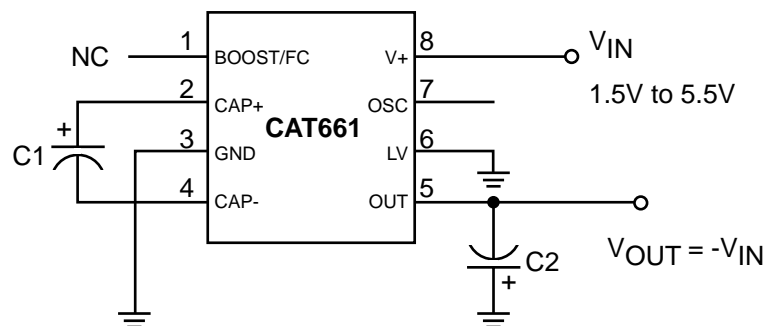 NC
1
BOOST/FC
V+
8
VIN
1.5V to 5.5V
2
CAP+
OSC
7
CAT661
+
C1
3
GND
LV
6
4
CAP-
OUT
5
C2
+
VOUT = -VIN